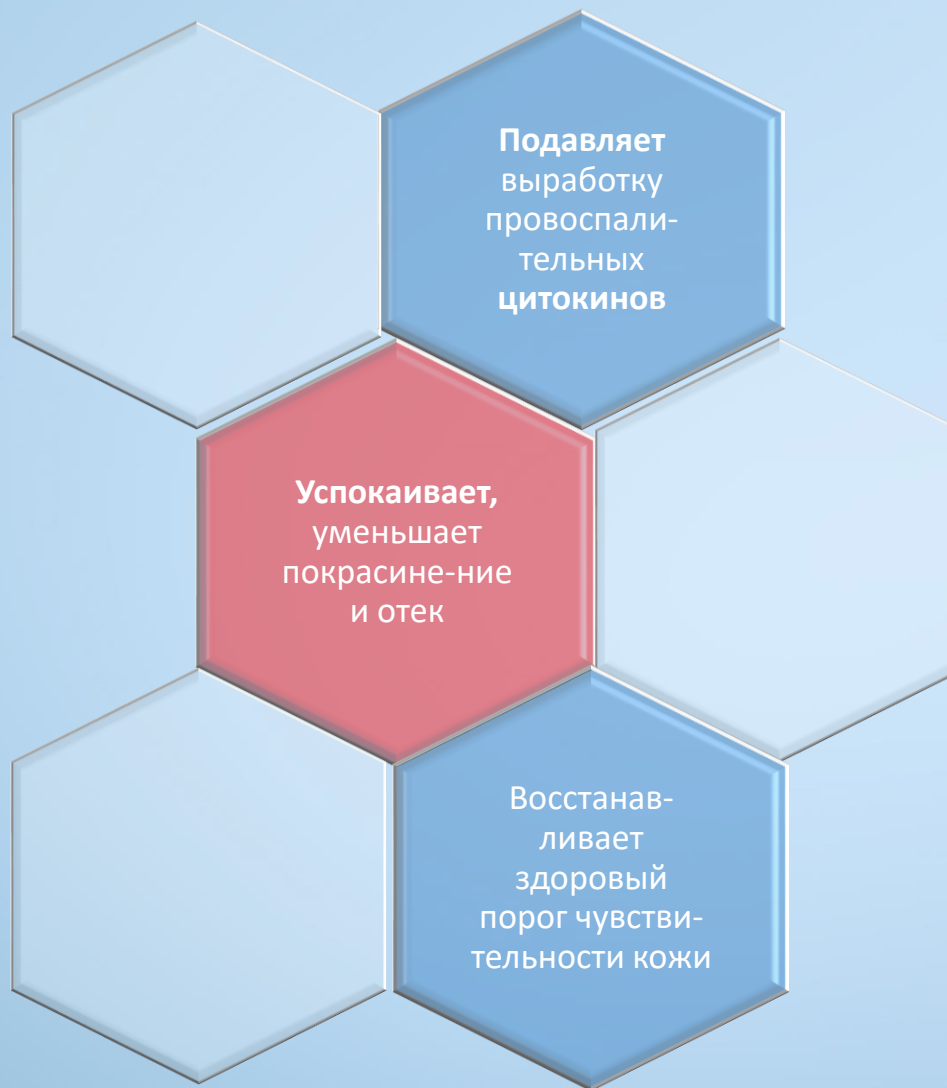 Подавляет
выработку
провоспали-
тельных
цитокинов
Успокаивает,
уменьшает
покрасине-ние
и отек
Восстанав-
ливает
здоровый
порог чувстви-
тельности кожи